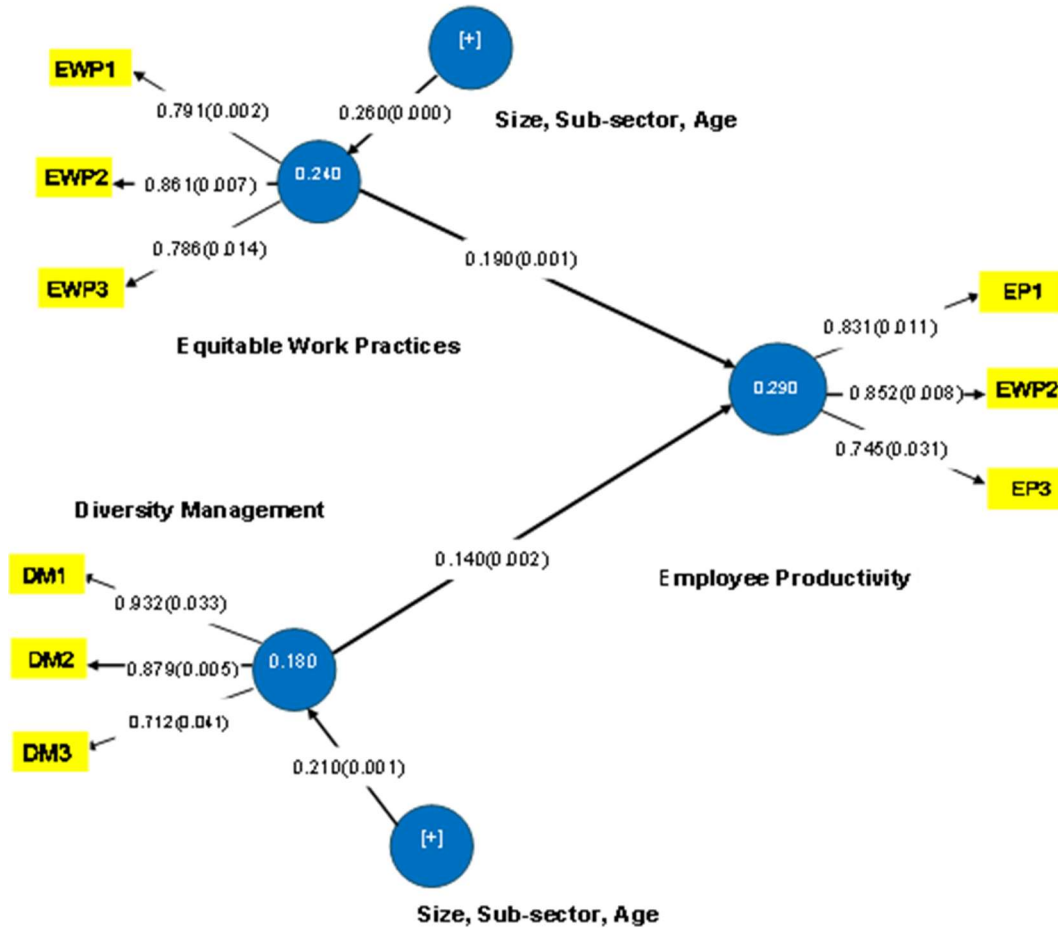 [+]
EWP1
0.791(0.002)
0.260(0.000)
Size, Sub-sector, Age
EWP2
0.861(0.007)
0.240
EWP3
0.786(0.014)
0.190(0.001)
Equitable Work Practices
EP1
0.831(0.011)
0.290
0.852(0.008)
EWP2
0.745(0.031)
EP3
Diversity Management
0.140(0.002)
Employee Productivity
DM1
0.932(0.033)
DM2
0.879(0.005)
0.180
0.712(0.041)
DM3
0.210(0.001)
[+]
Size, Sub-sector, Age